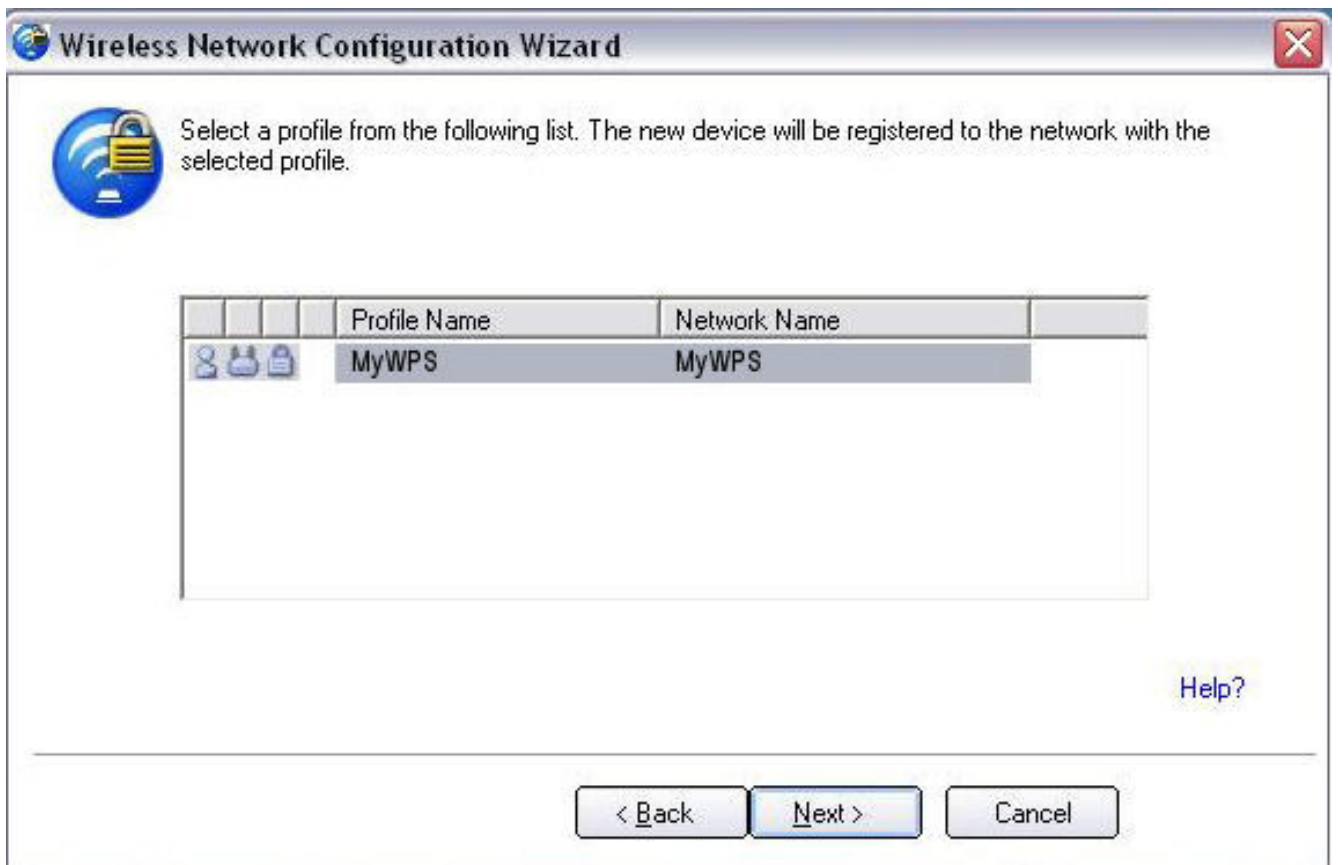 Wireless Network Configuration Wizard
Select a profile from the following list. The new device will be registered to the network with the
selected profile.
Profile Name Network Name
MyWPS MyWPS
Help?
< Back Next > Cancel